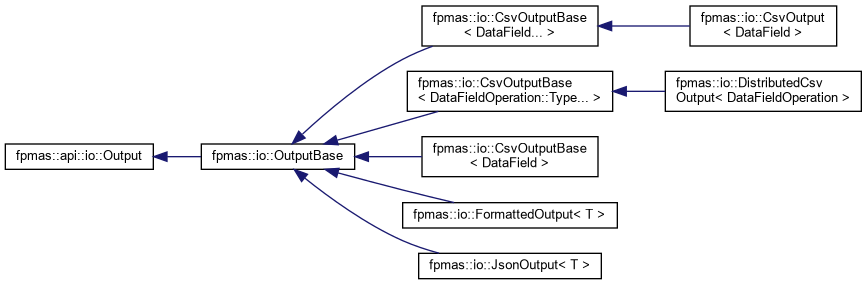 fpmas::api::io::Output
fpmas::io::OutputBase
fpmas::io::CsvOutputBase
< DataField... >
fpmas::io::CsvOutput
< DataField >
fpmas::io::CsvOutputBase
< DataFieldOperation::Type... >
fpmas::io::DistributedCsv
Output< DataFieldOperation >
fpmas::io::CsvOutputBase
< DataField >
fpmas::io::FormattedOutput< T >
fpmas::io::JsonOutput< T >